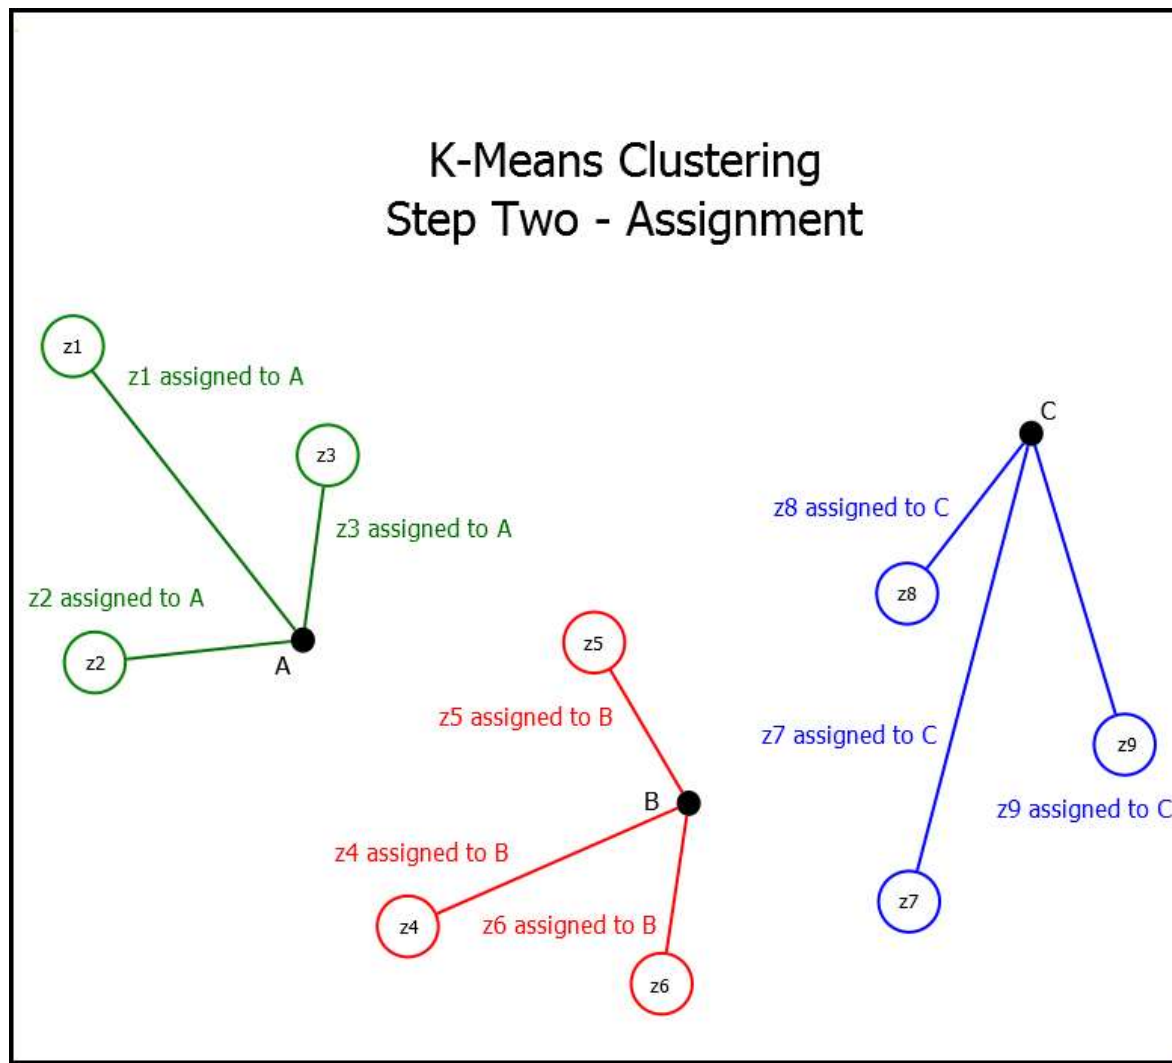 K-Means Clustering
Step Two - Assignment
z1
z1 assigned to A
C
z3
z8 assigned to C
z3 assigned to A
z2 assigned to A
z8
z5
z2
A
z5 assigned to B
z7 assigned to C
z9
B
z9 assigned to C
z4 assigned to B
z7
z4
z6 assigned to B
z6